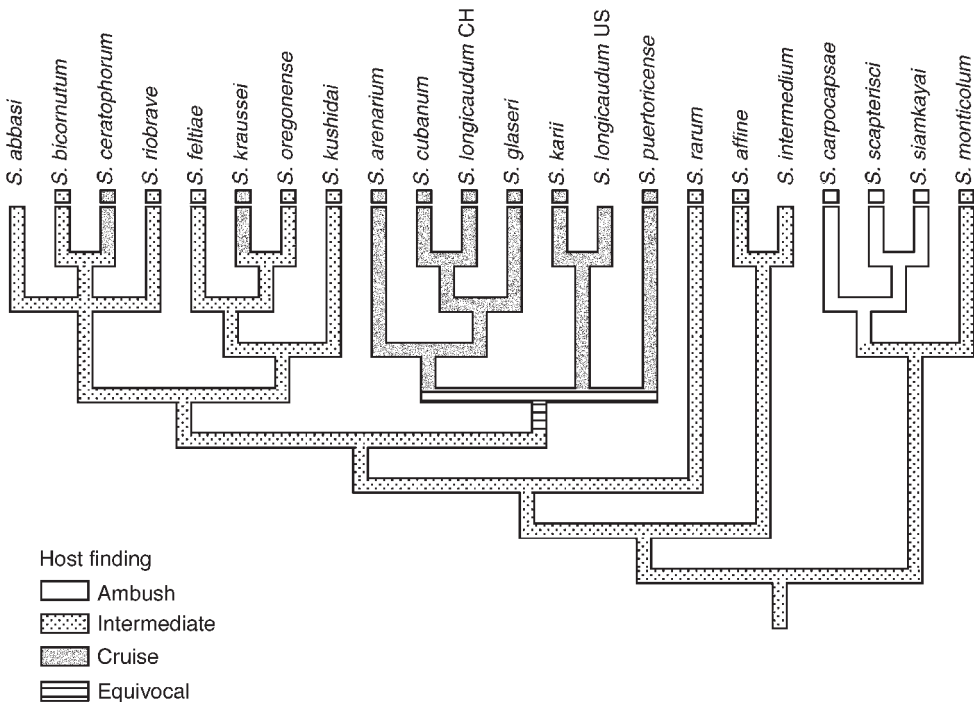 S. abbasi
S. bicornutum
S. ceratophorum
S. riobrave
S. feltiae
S. kraussei
S. oregonense
S. kushidai
S. arenarium
S. cubanum
S. longicaudum CH
S. glaseri
S. karii
S. longicaudum US
S. puertoricense
S. rarum
S. affine
S. intermedium
S. carpocapsae
S. scapterisci
S. siamkayai
S. monticolum
Host finding
Ambush
Intermediate
Cruise
Equivocal